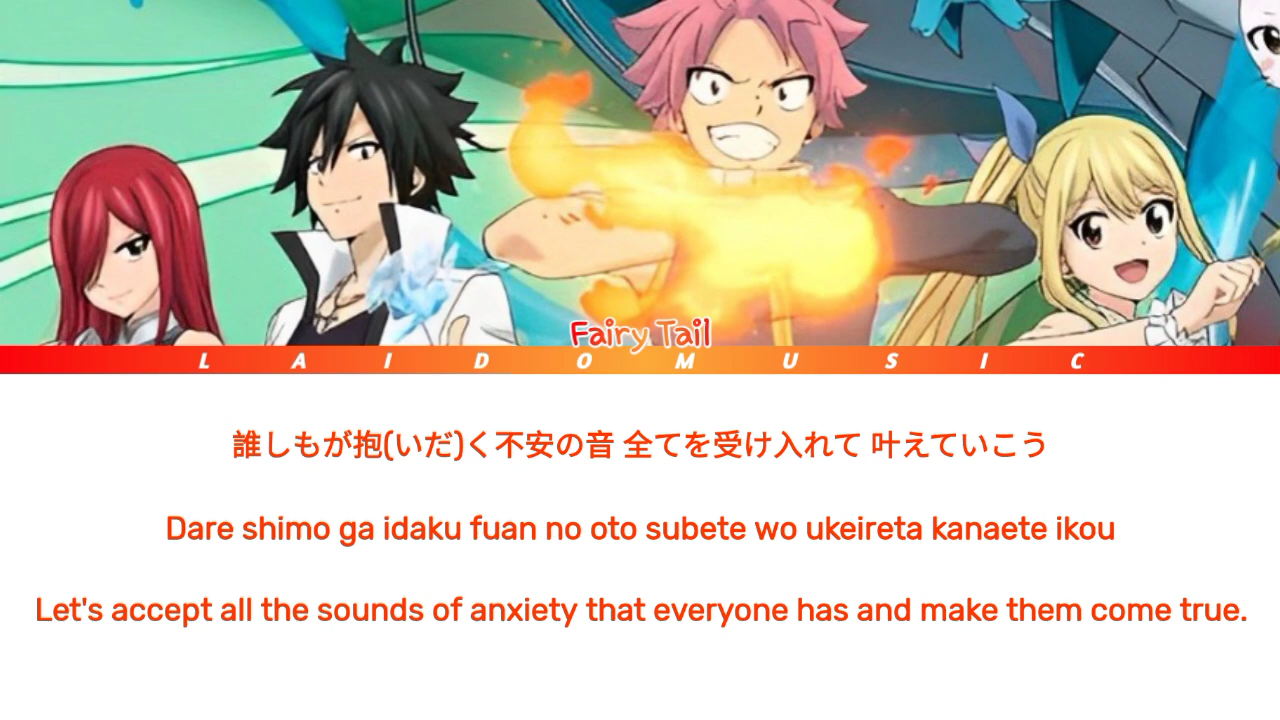 Fairy Tail
L A I D O M U S I C
誰しもが抱(いだ)く不安の音 全てを受け入れて 叶えていこう
Dare shimo ga idaku fuan no oto subete wo ukeireta kanaete ikou
Let's accept all the sounds of anxiety that everyone has and make them come true.